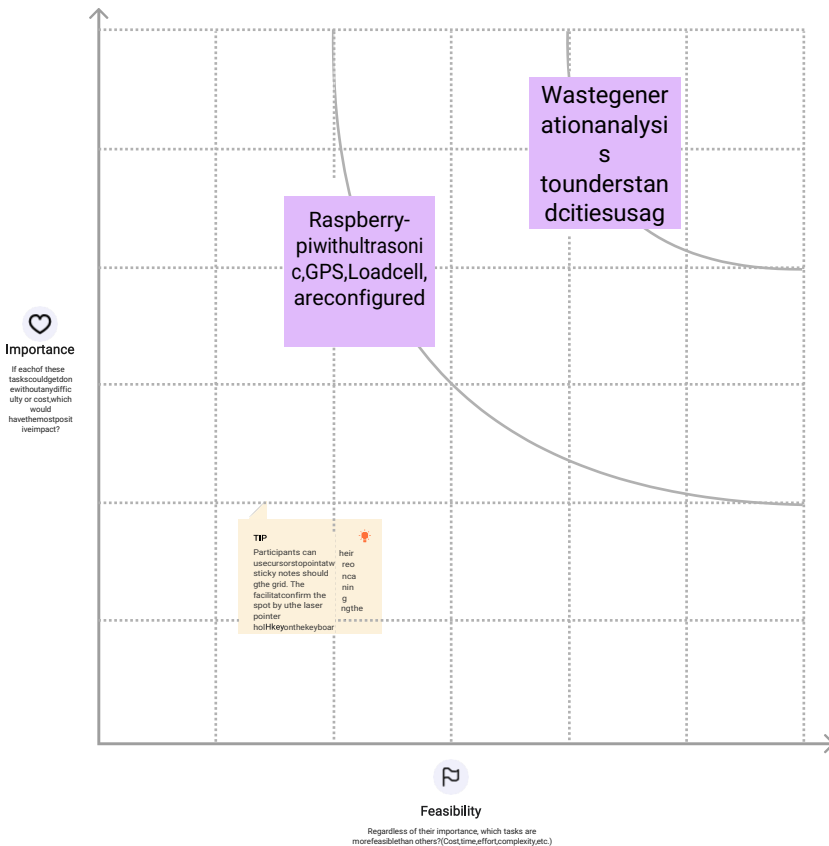 Wastegener
ationanalysi
s
tounderstan
dcitiesusag
Raspberry-
piwithultrasoni
c,GPS,Loadcell,
areconfigured
Importance
If eachof these
taskscouldgetdon
ewithoutanydiffic
ulty or cost,which
would
havethemostposit
iveimpact?
TIP
Participants can
usecursorstopointatw heir
sticky notes should reo
gthe grid. The nca
facilitatconfirm the nin
spot by uthe laser g
pointer ngthe
holHkeyonthekeyboar
Feasibility
Regardless of their importance, which tasks are
morefeasiblethan others?(Cost,time,effort,complexity,etc.)